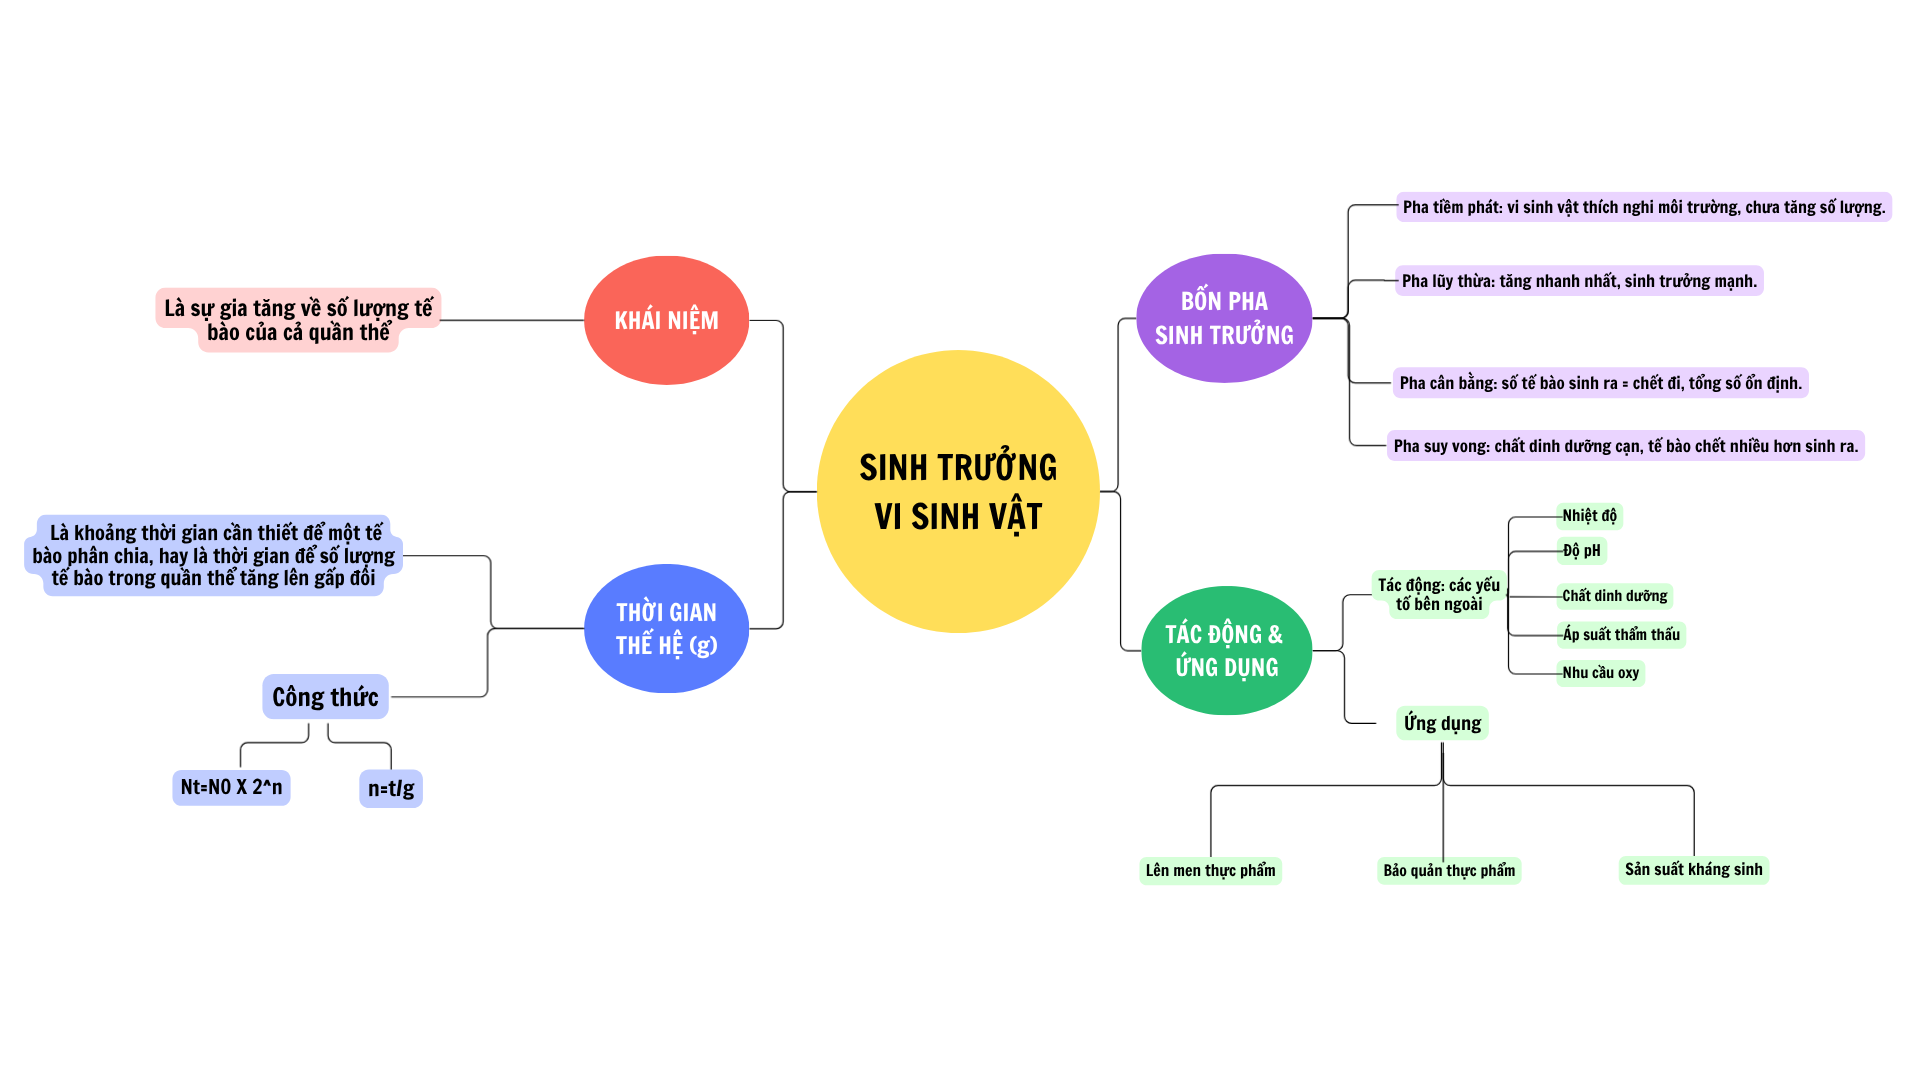 SINH TRƯỞNG
VI SINH VẬT
KHÁI NIỆM
Là sự gia tăng về số lượng tế
bào của cả quần thể
THỜI GIAN
THẾ HỆ (g)
Là khoảng thời gian cần thiết để một tế
bào phân chia, hay là thời gian để số lượng
tế bào trong quần thể tăng lên gấp đôi
Công thức
Nt=N0 X 2^n
n=t/g
BỐN PHA
SINH TRƯỞNG
Pha tiềm phát: vi sinh vật thích nghi môi trường, chưa tăng số lượng.
Pha lũy thừa: tăng nhanh nhất, sinh trưởng mạnh.
Pha cân bằng: số tế bào sinh ra = chết đi, tổng số ổn định.
Pha suy vong: chất dinh dưỡng cạn, tế bào chết nhiều hơn sinh ra.
TÁC ĐỘNG &
ỨNG DỤNG
Tác động: các yếu
tố bên ngoài
Nhiệt độ
Độ pH
Chất dinh dưỡng
Áp suất thẩm thấu
Nhu cầu oxy
Ứng dụng
Lên men thực phẩm
Bảo quản thực phẩm
Sản suất kháng sinh